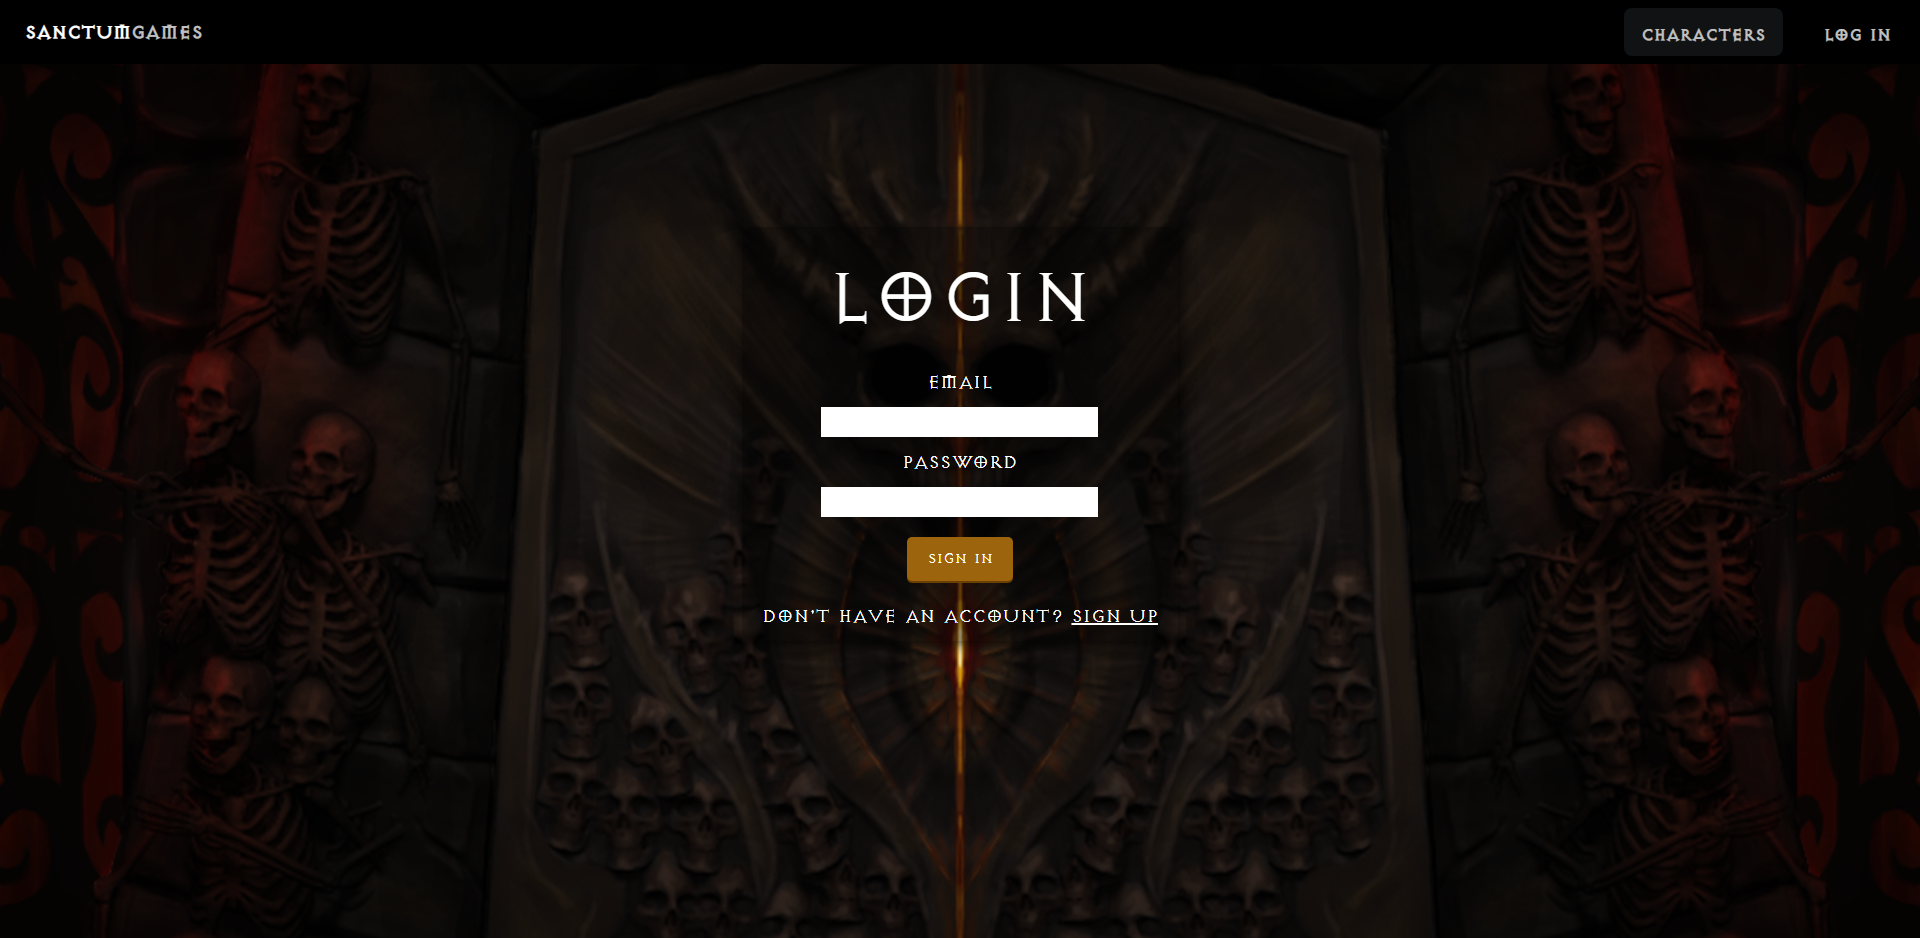 SANCTUMGAMES
CHARACTERS
LOG IN
LOGIN
EMAIL
PASSWORD
SIGN IN
DON'T HAVE AN ACCOUNT? SIGN UP